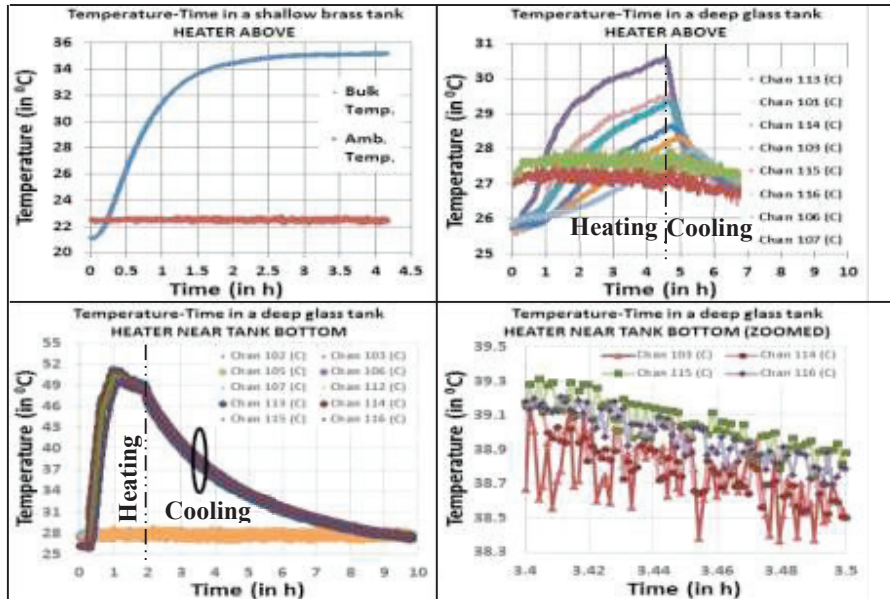 Temperature-Time in a shallow brass tank
HEATER ABOVE
Temperature (in ⁰C)
36
34
32
30
28
26
24
22
20
Bulk
Temp.
Amb.
Temp.
0 0.5 1 1.5 2 2.5 3 3.5 4 4.5
Time (in h)
Temperature-Time in a deep glass tank
HEATER ABOVE
Temperature (in ⁰C)
31
30
29
28
27
26
25
Chan 113 (C)
Chan 101 (C)
Chan 114 (C)
Chan 103 (C)
Chan 115 (C)
Chan 116 (C)
Chan 106 (C)
Chan 107 (C)
Heating Cooling
0 1 2 3 4 5 6 7 8 9 10
Time (in h)
Temperature-Time in a deep glass tank
HEATER NEAR TANK BOTTOM
Temperature (in ⁰C)
55
51
49
43
39
37
31
28
25
Chan 102 (C) Chan 103 (C)
Chan 105 (C) Chan 106 (C)
Chan 107 (C) Chan 112 (C)
Chan 113 (C) Chan 114 (C)
Chan 115 (C) Chan 116 (C)
Heating
Cooling
0 1 2 3 4 6 7 8 9 10
Time (in h)
Temperature-Time in a deep glass tank
HEATER NEAR TANK BOTTOM (ZOOMED)
Temperature (in ⁰C)
39.5
39.3
39.1
38.9
38.7
38.5
38.3
Chan 103 (C) Chan 114 (C)
Chan 115 (C) Chan 116 (C)
3.4 3.42 3.44 3.46 3.48 3.5
Time (in h)